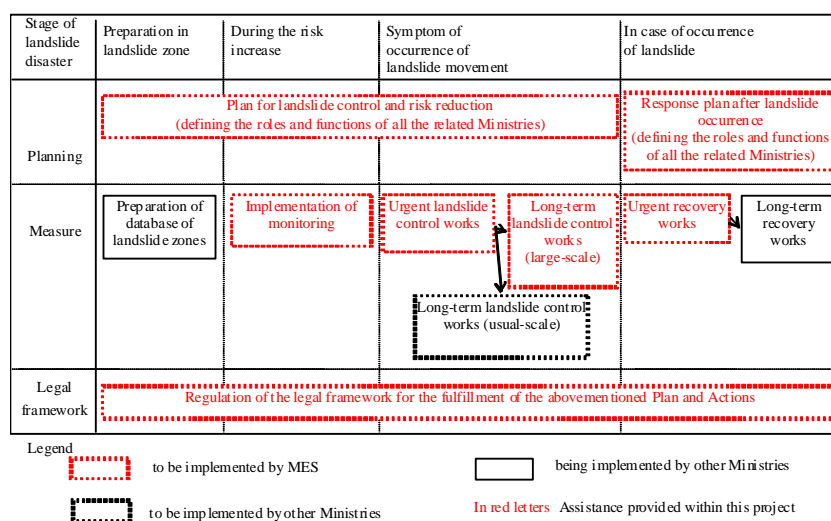 Stage of
landslide
disaster
Preparation in
landslide zone
During the risk
increase
Symptom of
occurrence of
landslide movement
In case of occurrence
of landslide
Planning
Plan for landslide control and risk reduction
(defining the roles and functions of all the related Ministries)
Response plan after landslide
occurrence
(defining the roles and functions
of all the related Ministries)
Measure
Preparation of
database of
landslide zones
Implementation of
monitoring
Urgent landslide
control works
Long-term
landslide control
works
(large-scale)
Long-term landslide control
works (usual-scale)
Urgent recovery
works
Long-term
recovery
works
Legal
framework
Regulation of the legal framework for the fulfillment of the abovementioned Plan and Actions
Legend
to be implemented by MES
being implemented by other Ministries
to be implemented by other Ministries
In red letters Assistance provided within this project